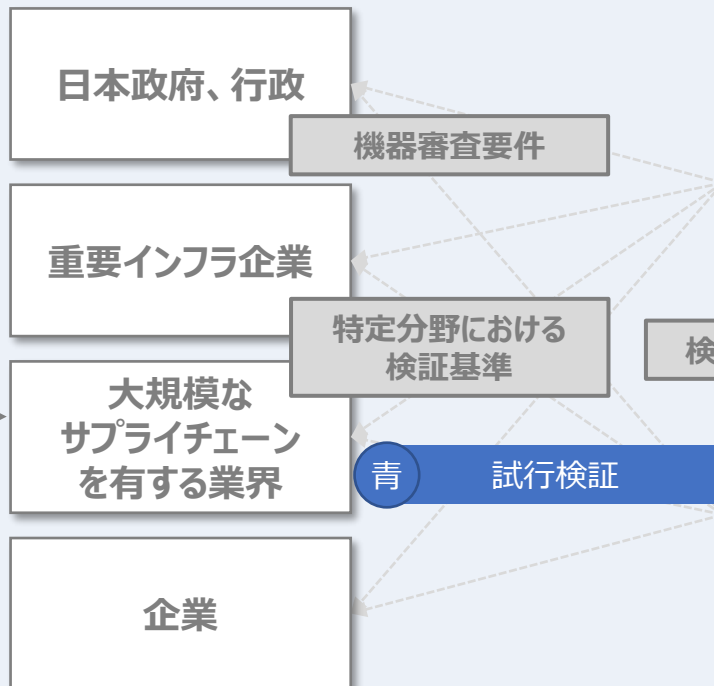 日本政府、行政
機器審査要件
重要インフラ企業
特定分野における
検証基準
検
大規模な
サプライチェーン
を有する業界
青
試行検証
企業